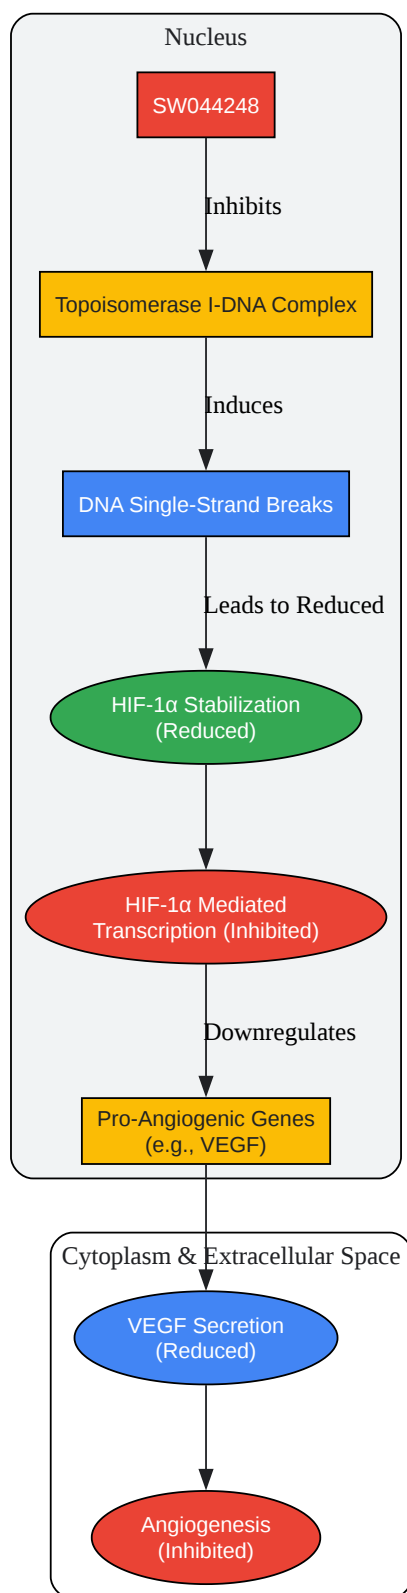 Nucleus
SW044248
Inhibits
Topoisomerase I-DNA Complex
Induces
DNA Single-Strand Breaks
Leads to Reduced
HIF-1α Stabilization
(Reduced)
HIF-1α Mediated
Transcription (Inhibited)
Downregulates
Pro-Angiogenic Genes
(e.g., VEGF)
Cytoplasm & Extracellular Space
VEGF Secretion
(Reduced)
Angiogenesis
(Inhibited)